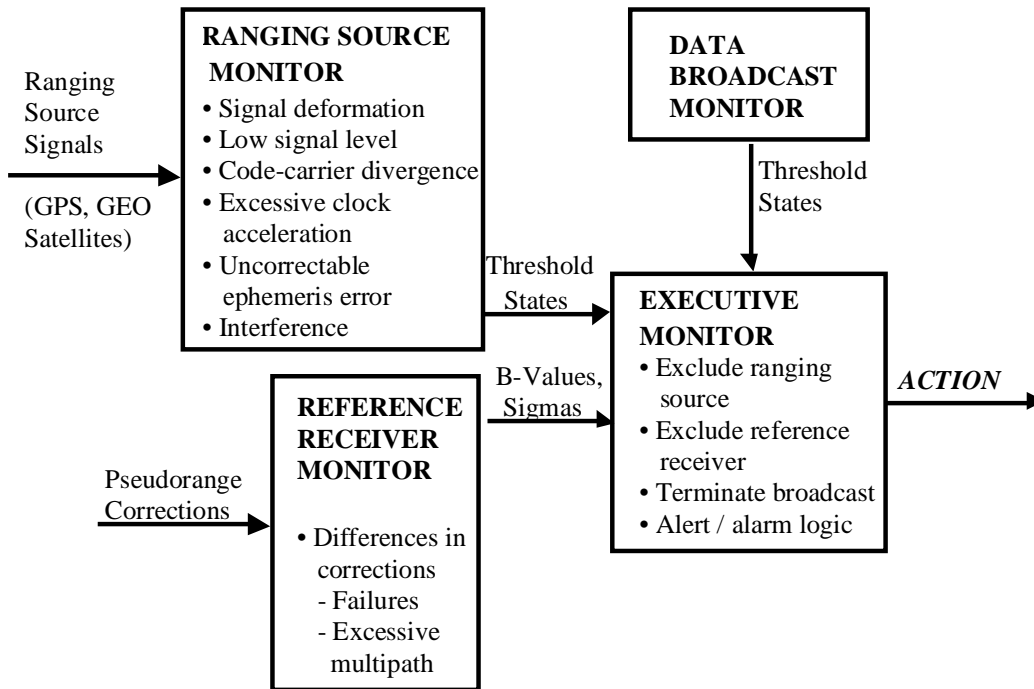 Ranging
Source
Signals
(GPS, GEO
Satellites)
RANGING SOURCE
MONITOR
• Signal deformation
• Low signal level
• Code-carrier divergence
• Excessive clock
acceleration
• Uncorrectable
ephemeris error
• Interference
DATA
BROADCAST
MONITOR
Threshold
States
Threshold
States
EXECUTIVE
MONITOR
• Exclude ranging
source
• Exclude reference
receiver
• Terminate broadcast
• Alert / alarm logic
ACTION
B-Values,
Sigmas
Pseudorange
Corrections
REFERENCE
RECEIVER
MONITOR
• Differences in
corrections
- Failures
- Excessive
multipath